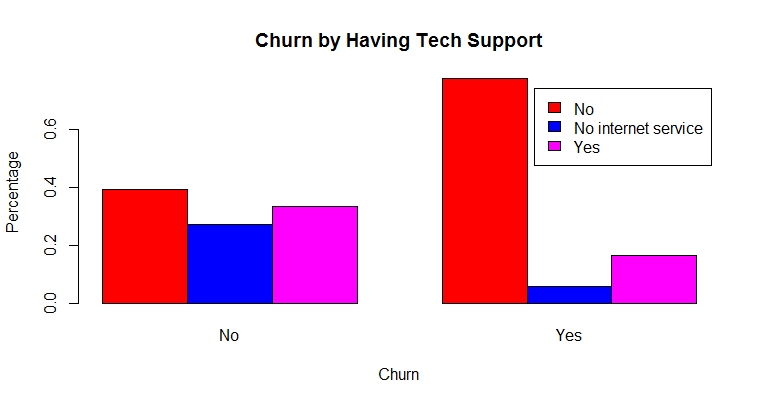 Churn by Having Tech Support
No
No internet service
Yes
Percentage
0.6
0.4
0.2
0.0
No
Yes
Churn